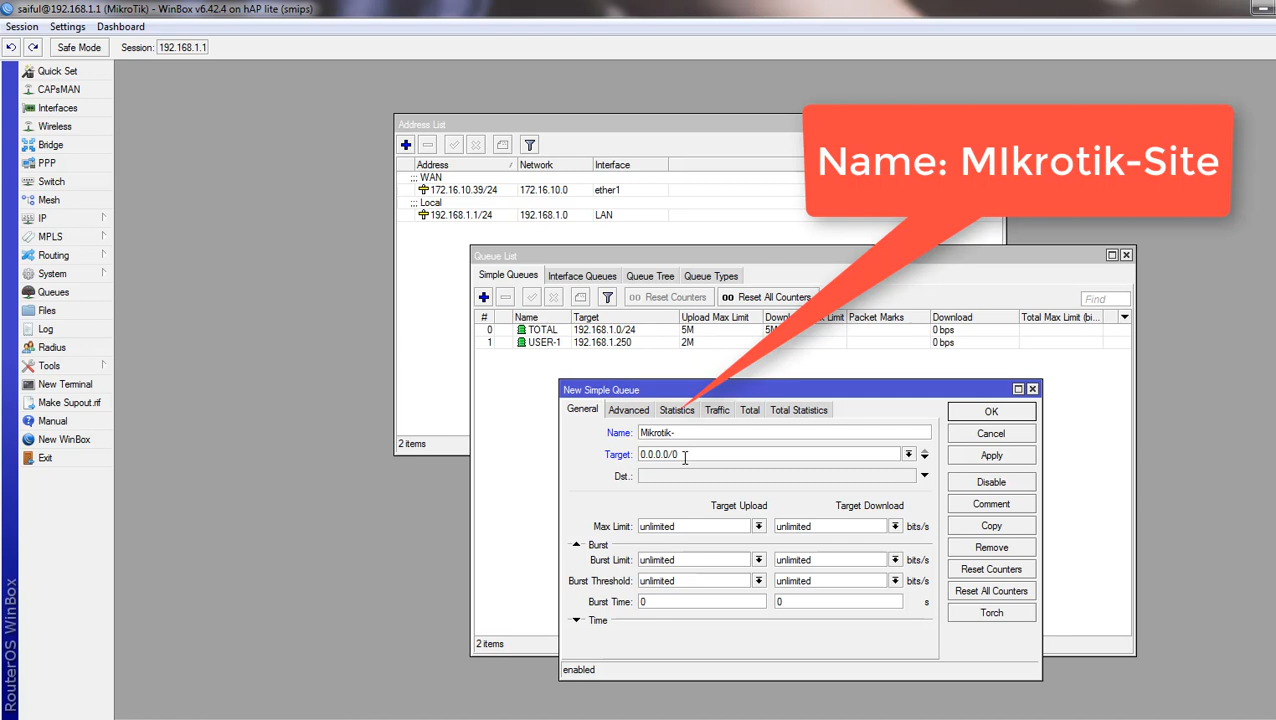 saiful@192.168.1.1 (MikroTik) - WinBox v6.42.4 on hAP lite (smips)
Session Settings Dashboard
Safe Mode Session: 192.168.1.1
Quick Set
CAPsMAN
Interfaces
Wireless
Bridge
PPP
Switch
Mesh
IP
MPLS
Routing
System
Queues
Files
Log
Radius
Tools
New Terminal
Make Supout.rif
Manual
New WinBox
Exit
RouterOS WinBox
Address List
Address Network Interface
::: WAN
172.16.10.39/24 172.16.10.0 ether1
::: Local
192.168.1.1/24 192.168.1.0 LAN
2 items
Name: MIkrotik-Site
Queue List
Simple Queues Interface Queues Queue Tree Queue Types
00 Reset Counters 00 Reset All Counters Find
# Name Target Upload Max Limit Limit Packet Marks Download Total Max Limit (bi...
0 TOTAL 192.168.1.0/24 5M 0 bps
1 USER-1 192.168.1.250 2M 0 bps
2 items
New Simple Queue
General Advanced Statistics Traffic Total Total Statistics
Name: Mikrotik-
Target: 0.0.0.0/0
Dst.:
Target Upload Target Download
Max Limit: unlimited unlimited bits/s
Burst
Burst Limit: unlimited unlimited bits/s
Burst Threshold: unlimited unlimited bits/s
Burst Time: 0 0 s
Time
OK
Cancel
Apply
Disable
Comment
Copy
Remove
Reset Counters
Reset All Counters
Torch
enabled